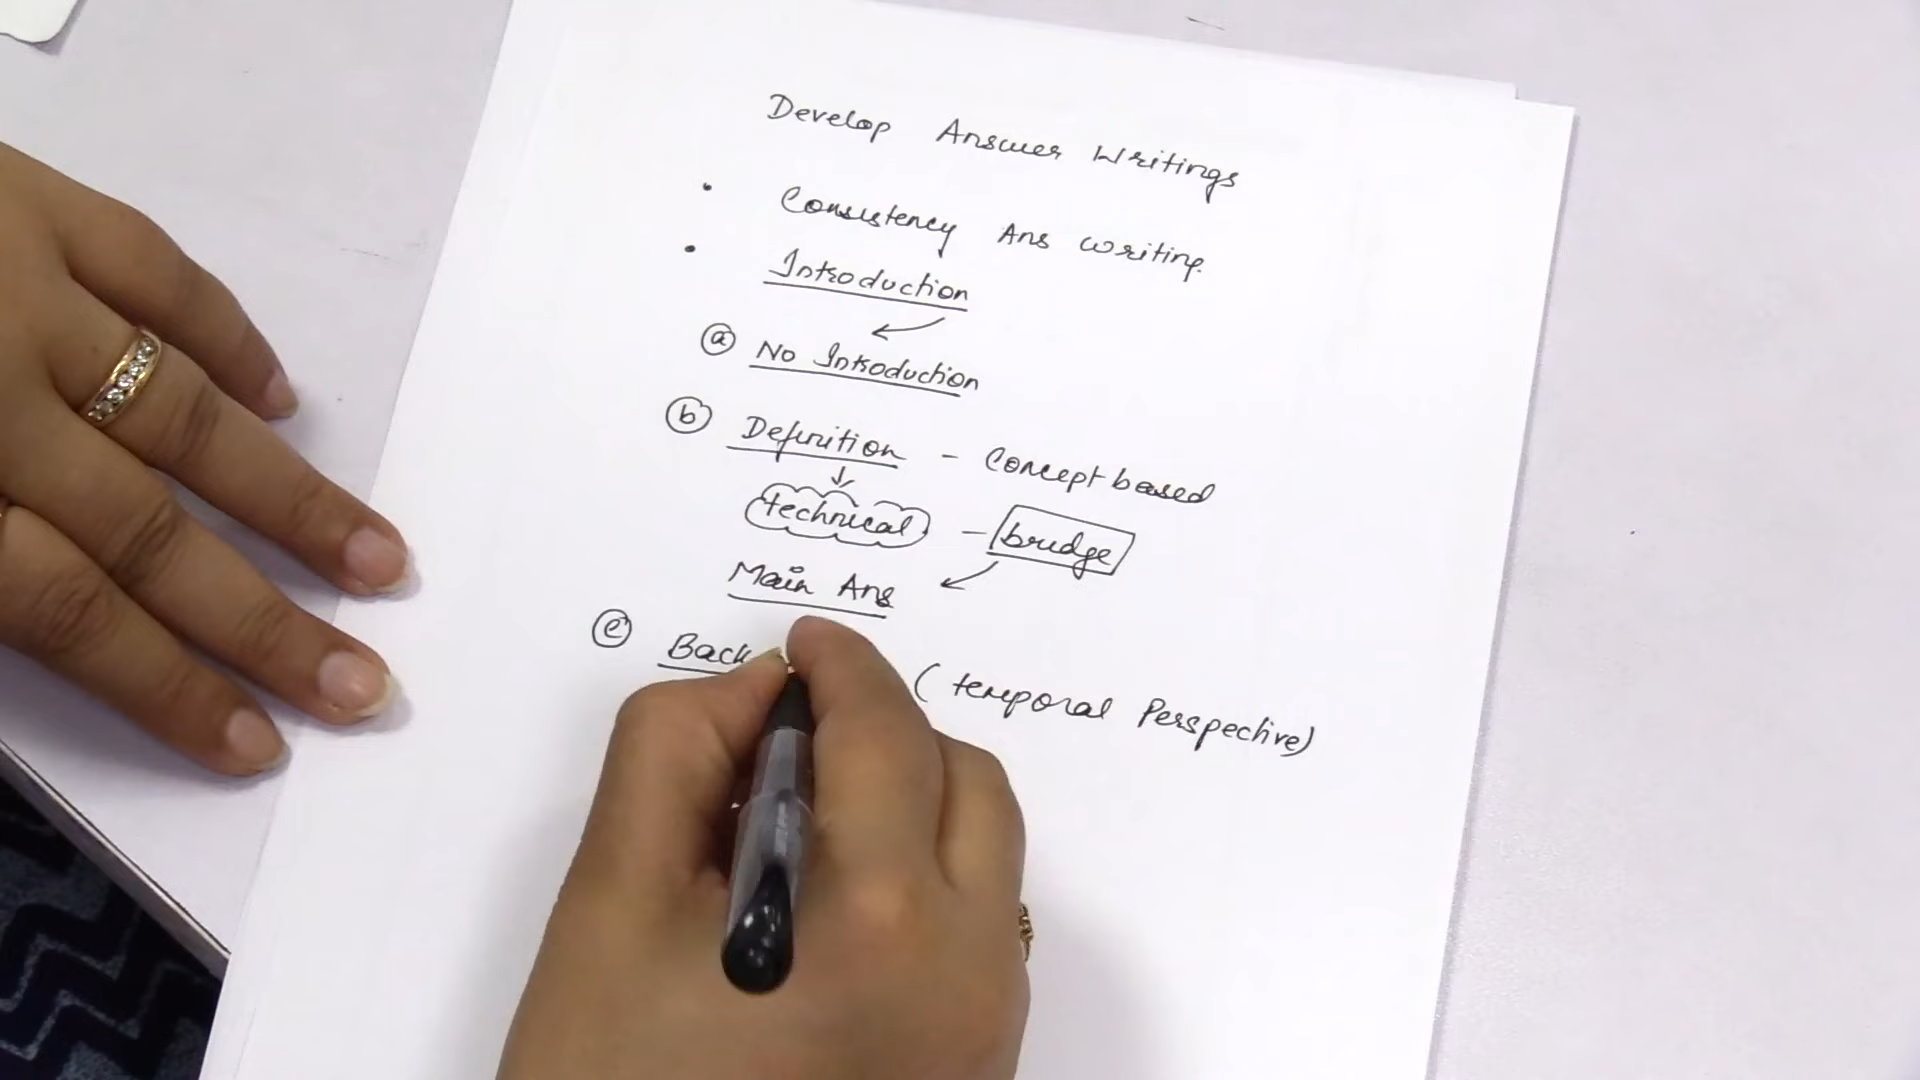 Develop Answer Writings
• Consistency Ans writing.
• Introduction
ⓐ No Introduction
ⓑ Definition - Concept based
technical - bridge
Main Ans
ⓒ Back (temporal Perspective)